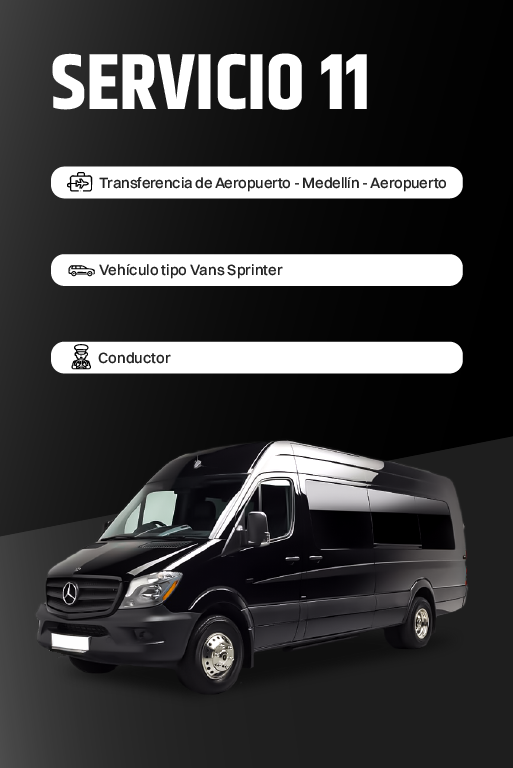 SERVICIO 11
Transferencia de Aeropuerto - Medellín - Aeropuerto
Vehículo tipo Vans Sprinter
Conductor